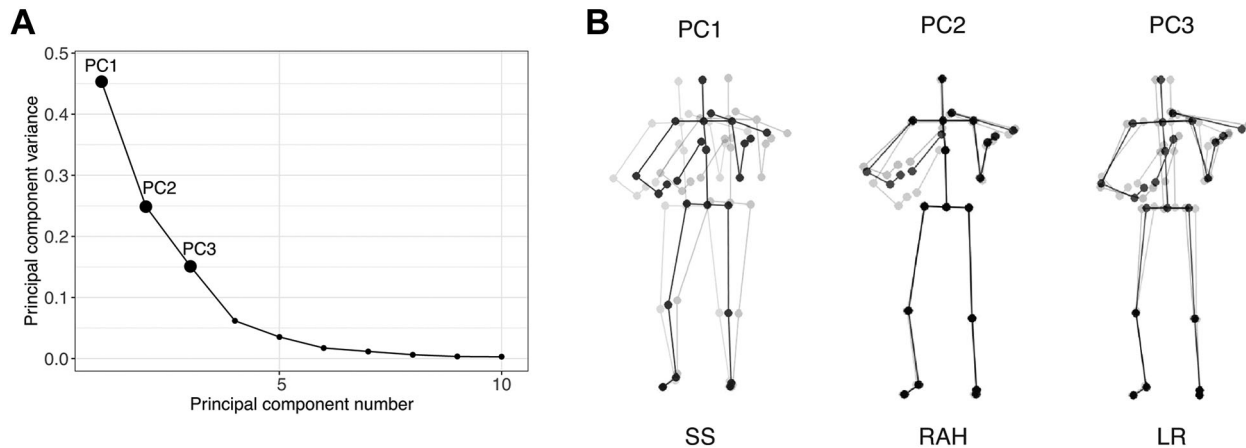 A
Principal component variance
0.5
0.4
0.3
0.2
0.1
0.0
PC1
PC2
PC3
5
10
Principal component number
B
PC1
PC2
PC3
SS
RAH
LR